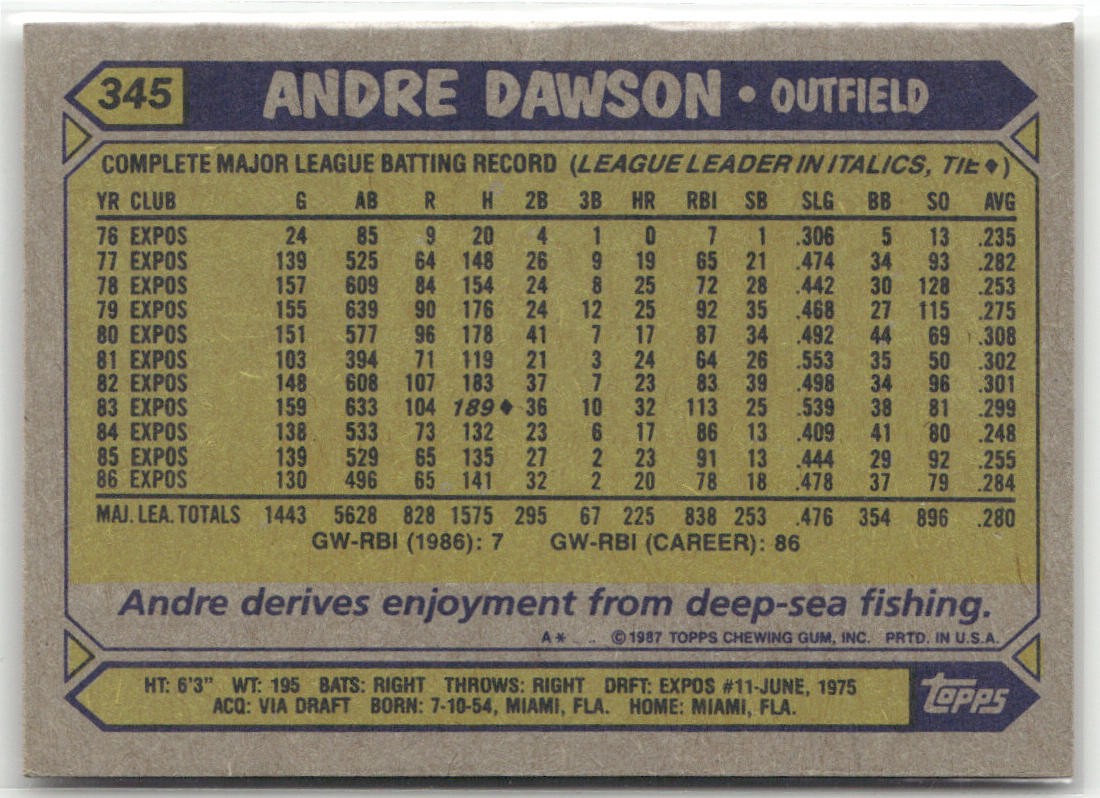 345 ANDRE DAWSON • OUTFIELD
COMPLETE MAJOR LEAGUE BATTING RECORD (LEAGUE LEADER IN ITALICS, TIE ♦)
YR CLUB G AB R H 2B 3B HR RBI SB SLG BB SO AVG
76 EXPOS 24 85 9 20 4 1 0 7 1 .306 5 13 .235
77 EXPOS 139 525 64 148 26 9 19 65 21 .474 34 93 .282
78 EXPOS 157 609 84 154 24 8 25 72 28 .442 30 128 .253
79 EXPOS 155 639 90 176 24 12 25 92 35 .468 27 115 .275
80 EXPOS 151 577 96 178 41 7 17 87 34 .492 44 69 .308
81 EXPOS 103 394 71 119 21 3 24 64 26 .553 35 50 .302
82 EXPOS 148 608 107 183 37 7 23 83 39 .498 34 96 .301
83 EXPOS 159 633 104 189♦ 36 10 32 113 25 .539 38 81 .299
84 EXPOS 138 533 73 132 23 6 17 86 13 .409 41 80 .248
85 EXPOS 139 529 65 135 27 2 23 91 13 .444 29 92 .255
86 EXPOS 130 496 65 141 32 2 20 78 18 .478 37 79 .284
MAJ. LEA. TOTALS 1443 5628 828 1575 295 67 225 838 253 .476 354 896 .280
GW-RBI (1986): 7 GW-RBI (CAREER): 86
Andre derives enjoyment from deep-sea fishing.
A* ©1987 TOPPS CHEWING GUM, INC. PRTD. IN U.S.A.
HT: 6'3" WT: 195 BATS: RIGHT THROWS: RIGHT DRFT: EXPOS #11-JUNE, 1975
ACQ: VIA DRAFT BORN: 7-10-54, MIAMI, FLA. HOME: MIAMI, FLA.
TOPPS